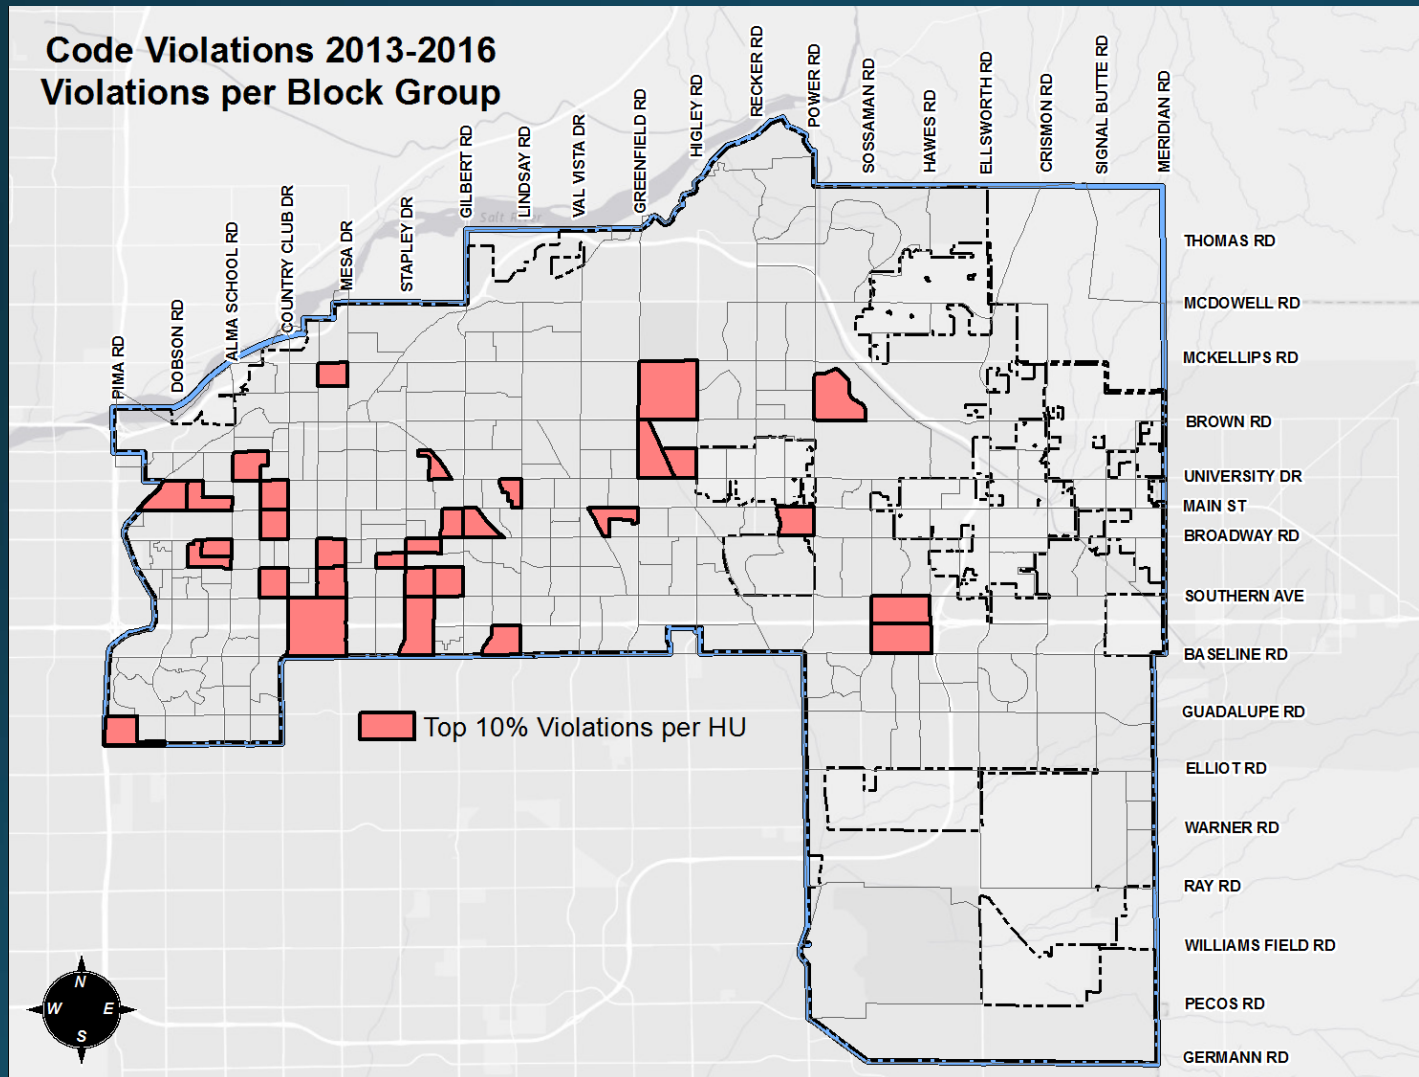 Code Violations 2013-2016
Violations per Block Group
PIMA RD
DOBSON RD
ALMA SCHOOL RD
COUNTRY CLUB DR
MESA DR
STAPLEY DR
GILBERT RD
LINDSAY RD
VAL VISTA DR
GREENFIELD RD
HIGLEY RD
RECKER RD
POWER RD
SOSSAMAN RD
HAWES RD
ELLSWORTH RD
CRISMON RD
SIGNAL BUTTE RD
MERIDIAN RD
Salt River
THOMAS RD
MCDOWELL RD
MCKELLIPS RD
BROWN RD
UNIVERSITY DR
MAIN ST
BROADWAY RD
SOUTHERN AVE
BASELINE RD
GUADALUPE RD
ELLIOT RD
WARNER RD
RAY RD
WILLIAMS FIELD RD
PECOS RD
GERMANN RD
Top 10% Violations per HU
N
W E
S